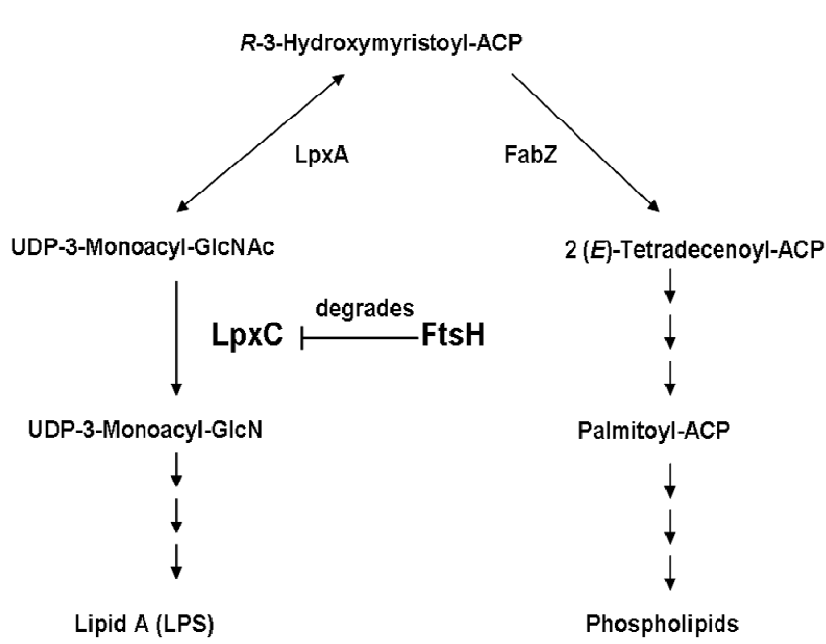 R-3-Hydroxymyristoyl-ACP
LpxA
FabZ
UDP-3-Monoacyl-GlcNAc
2 (E)-Tetradecenoyl-ACP
degrades
LpxC
FtsH
UDP-3-Monoacyl-GlcN
Palmitoyl-ACP
Lipid A (LPS)
Phospholipids